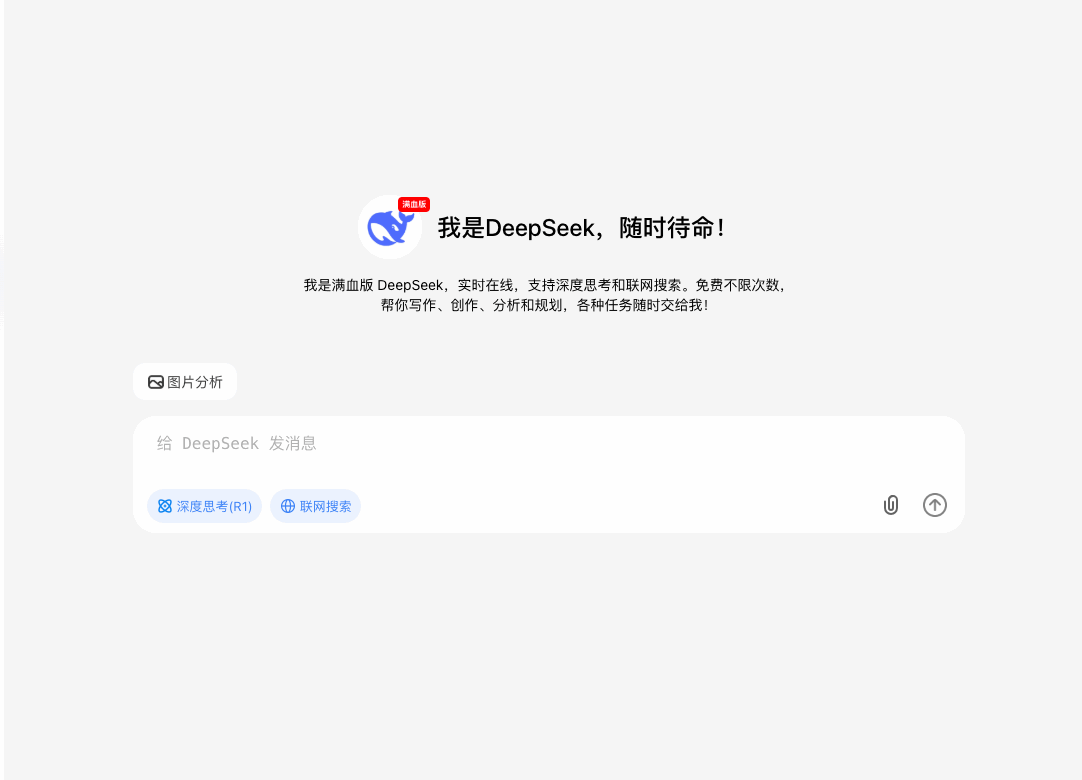 满血版
我是DeepSeek，随时待命！
我是满血版 DeepSeek，实时在线，支持深度思考和联网搜索。免费不限次数，
帮你写作、创作、分析和规划，各种任务随时交给我！
图片分析
给 DeepSeek 发消息
深度思考(R1) 联网搜索